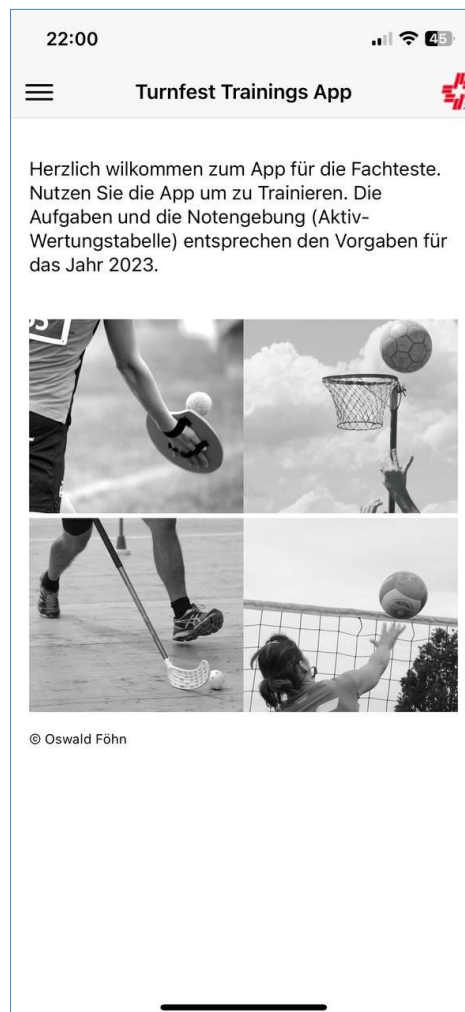 22:00
45
Turnfest Trainings App
Herzlich wilkommen zum App für die Fachteste.
Nutzen Sie die App um zu Trainieren. Die
Aufgaben und die Notengebung (Aktiv-
Wertungstabelle) entsprechen den Vorgaben für
das Jahr 2023.
© Oswald Föhn